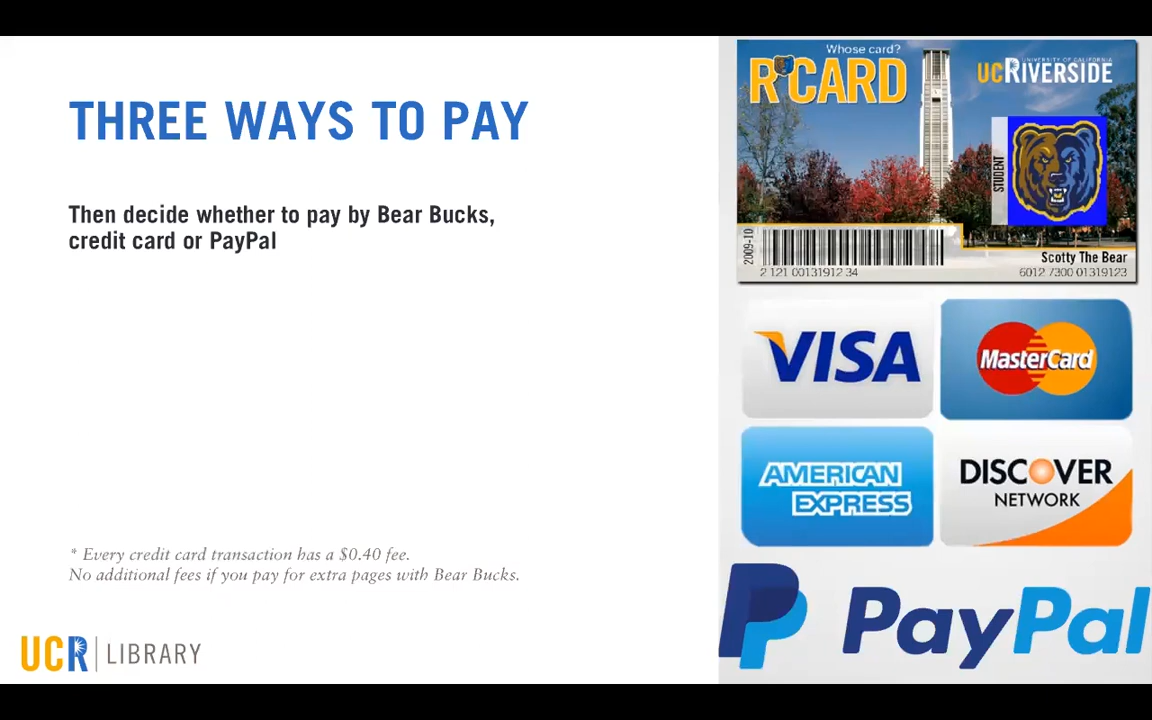 THREE WAYS TO PAY
Then decide whether to pay by Bear Bucks,
credit card or PayPal
* Every credit card transaction has a $0.40 fee.
No additional fees if you pay for extra pages with Bear Bucks.
UCR LIBRARY
Whose card?
R'CARD
UNIVERSITY OF CALIFORNIA
UCRIVERSIDE
STUDENT
2009-10
Scotty The Bear
2 121 00131912 34
6012 7300 01319123
VISA
MasterCard
AMERICAN
EXPRESS
DISCOVER
NETWORK
PayPal